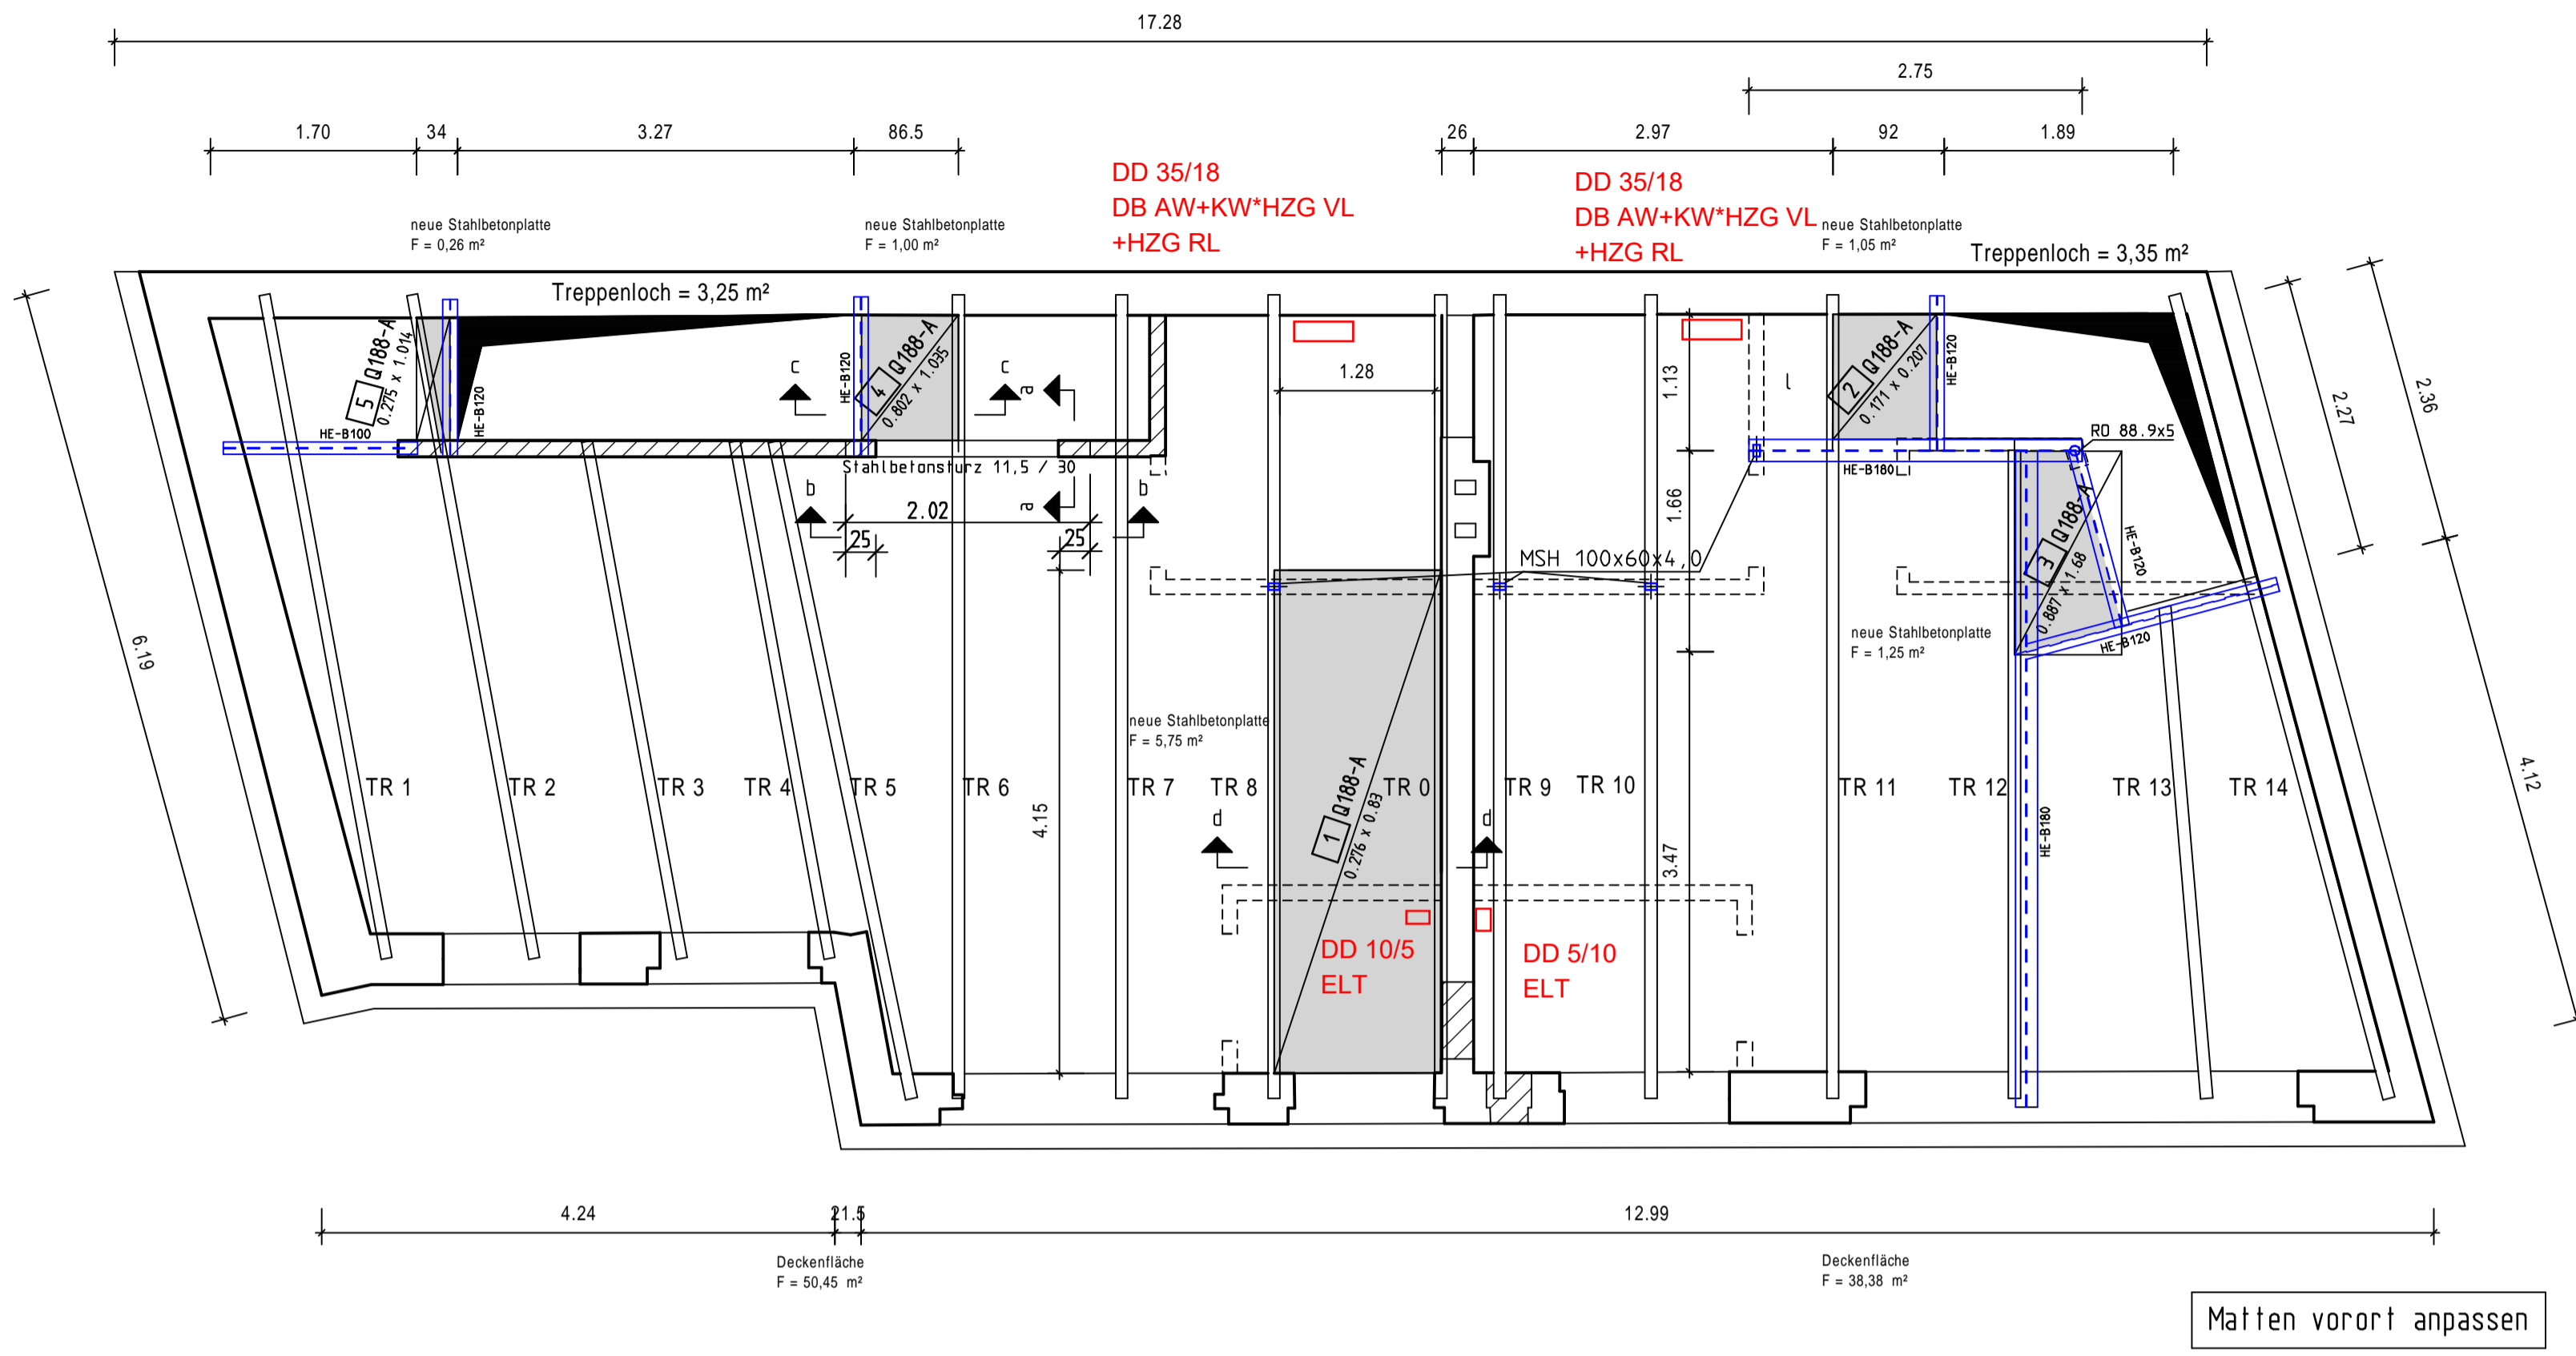 17.28
2.75
1.70
34
3.27
86.5
26
2.97
92
1.89
DD 35/18
DB AW+KW*HZG VL
+HZG RL
DD 35/18
DB AW+KW*HZG VL
+HZG RL
neue Stahlbetonplatte
F = 0,26 m²
neue Stahlbetonplatte
F = 1,00 m²
neue Stahlbetonplatte
F = 1,05 m²
Treppenloch = 3,35 m²
Treppenloch = 3,25 m²
5 Q188-A
0.275 x 1.014
HE-B120
HE-B100
HE-B120
4 Q188-A
0.802 x 1.035
c
c
a
1.28
1.13
l
2 Q188-A
0.171 x 0.207
HE-B120
2.27
2.36
RO 88.9x5
HE-B180
Stahlbetonsturz 11,5 / 30
b
a
b
2.02
25
25
1.66
MSH 100x60x4,0
3 Q188-A
0.887 x 1.68
HE-B120
HE-B120
6.19
neue Stahlbetonplatte
F = 1,25 m²
neue Stahlbetonplatte
F = 5,75 m²
TR 1
TR 2
TR 3
TR 4
TR 5
TR 6
TR 7
TR 8
TR 0
TR 9
TR 10
TR 11
TR 12
TR 13
TR 14
4.12
4.15
1 Q188-A
0.276 x 0.83
d
d
3.47
HE-B180
DD 10/5
ELT
DD 5/10
ELT
4.24
21.5
12.99
Deckenfläche
F = 50,45 m²
Deckenfläche
F = 38,38 m²
Matten vorort anpassen